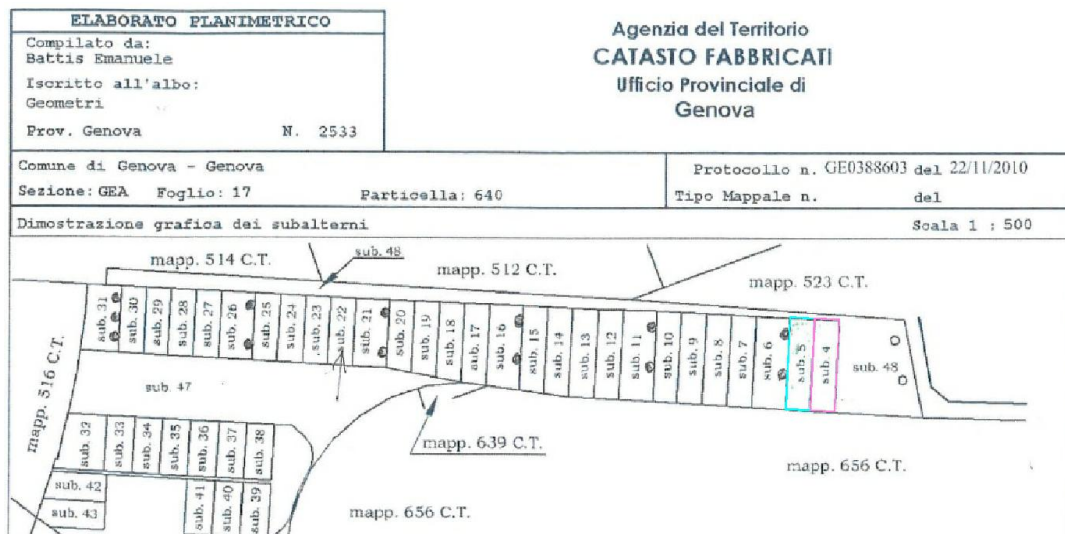 ELABORATO PLANIMETRICO
Compilato da:
Battis Emanuele
Iscritto all'albo:
Geometri
Prov. Genova N. 2533
Agenzia del Territorio
CATASTO FABBRICATI
Ufficio Provinciale di
Genova
Comune di Genova - Genova
Sezione: GEA Foglio: 17 Particella: 640
Protocollo n. GE0388603 del 22/11/2010
Tipo Mappale n. del
Dimostrazione grafica dei subalterni
Scala 1 : 500
mapp. 514 C.T.
sub. 48
mapp. 512 C.T.
mapp. 523 C.T.
mapp. 516 C.T.
sub. 31
sub. 30
sub. 29
sub. 28
sub. 27
sub. 26
sub. 25
sub. 24
sub. 23
sub. 22
sub. 21
sub. 20
sub. 19
sub. 18
sub. 17
sub. 16
sub. 15
sub. 14
sub. 13
sub. 12
sub. 11
sub. 10
sub. 9
sub. 8
sub. 7
sub. 6
sub. 5
sub. 4
sub. 48
sub. 47
mapp. 639 C.T.
mapp. 656 C.T.
sub. 32
sub. 33
sub. 34
sub. 35
sub. 36
sub. 37
sub. 38
sub. 42
sub. 43
sub. 41
sub. 40
sub. 39
mapp. 656 C.T.